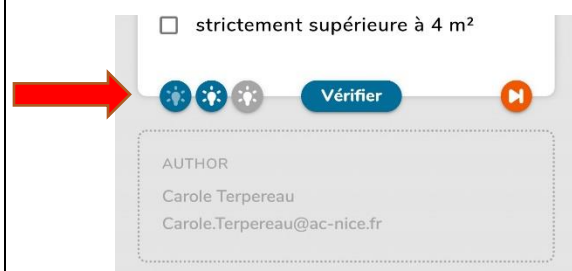 strictement supérieure à 4 m²
Vérifier
AUTHOR
Carole Terpereau
Carole.Terpereau@ac-nice.fr